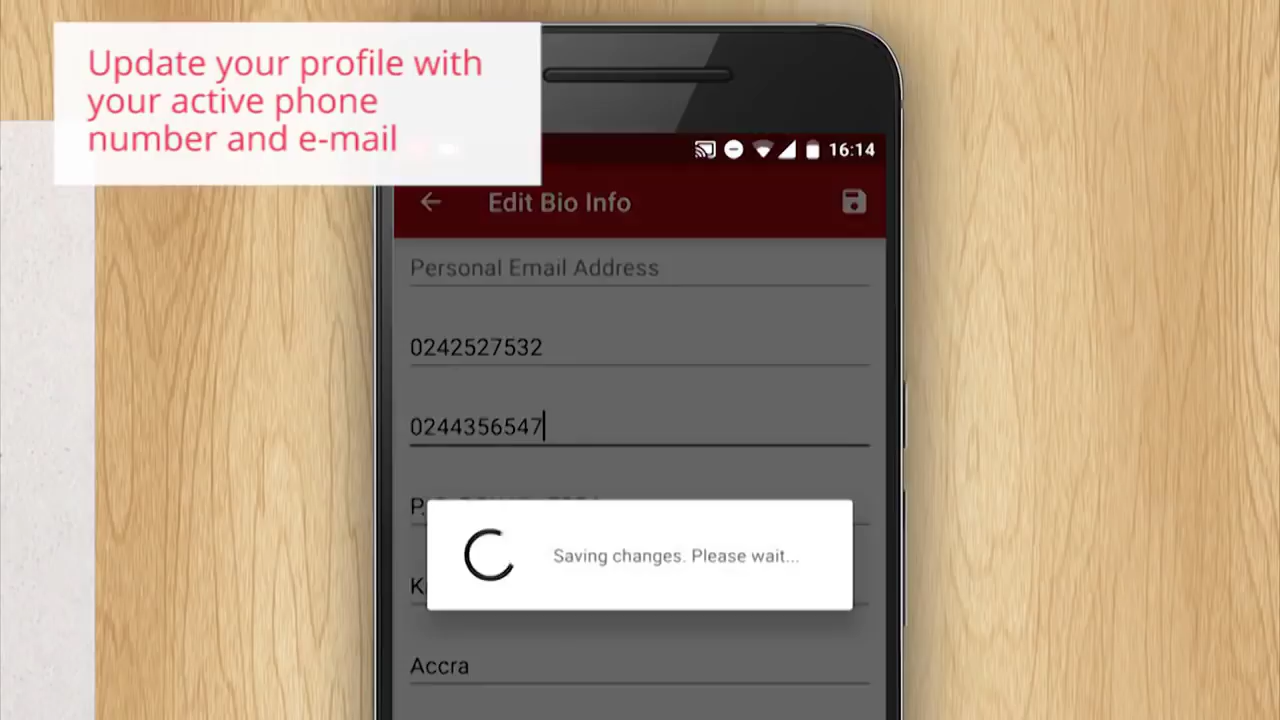 Update your profile with
your active phone
number and e-mail
16:14
Edit Bio Info
Personal Email Address
0242527532
0244356547
Saving changes. Please wait...
Accra